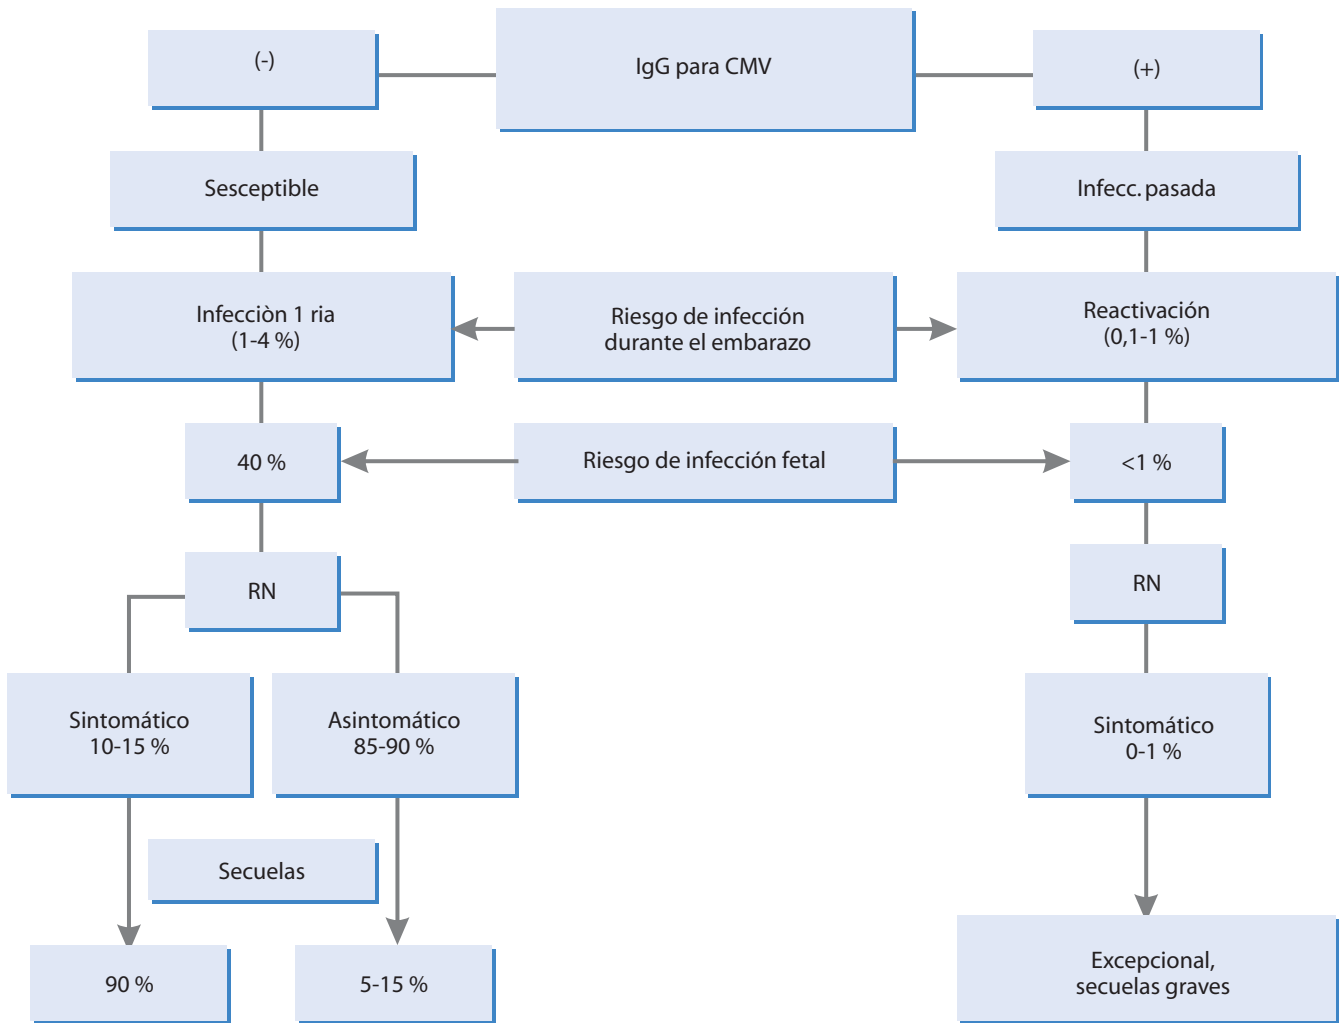 (-)
IgG para CMV
(+)
Sesceptible
Infecc. pasada
Infecciòn 1 ria
(1-4 %)
Riesgo de infección
durante el embarazo
Reactivación
(0,1-1 %)
40 %
Riesgo de infección fetal
<1 %
RN
RN
Sintomático
10-15 %
Asintomático
85-90 %
Sintomático
0-1 %
Secuelas
90 %
5-15 %
Excepcional,
secuelas graves